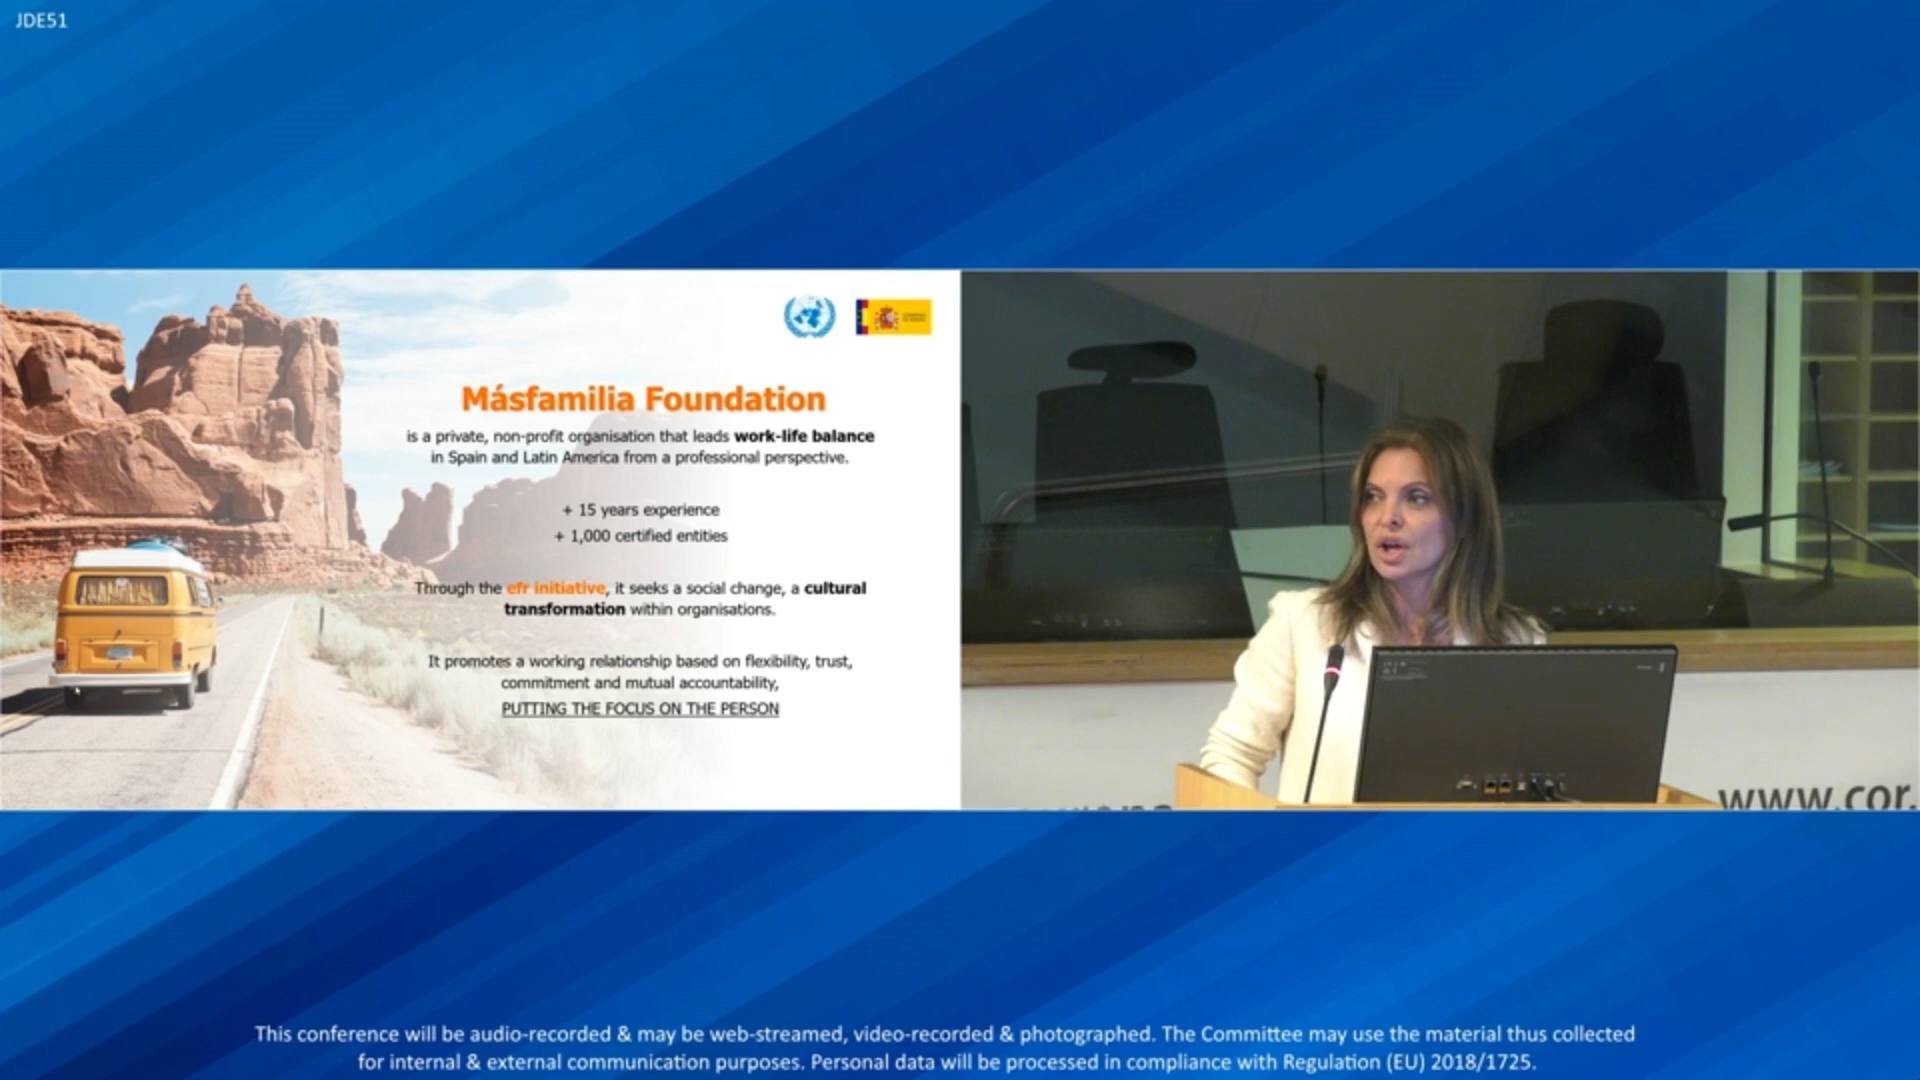 JDE51
Másfamilia Foundation
is a private, non-profit organisation that leads work-life balance
in Spain and Latin America from a professional perspective.
+ 15 years experience
+ 1,000 certified entities
Through the efr initiative, it seeks a social change, a cultural
transformation within organisations.
It promotes a working relationship based on flexibility, trust,
commitment and mutual accountability,
PUTTING THE FOCUS ON THE PERSON
www.cor.
This conference will be audio-recorded & may be web-streamed, video-recorded & photographed. The Committee may use the material thus collected
for internal & external communication purposes. Personal data will be processed in compliance with Regulation (EU) 2018/1725.